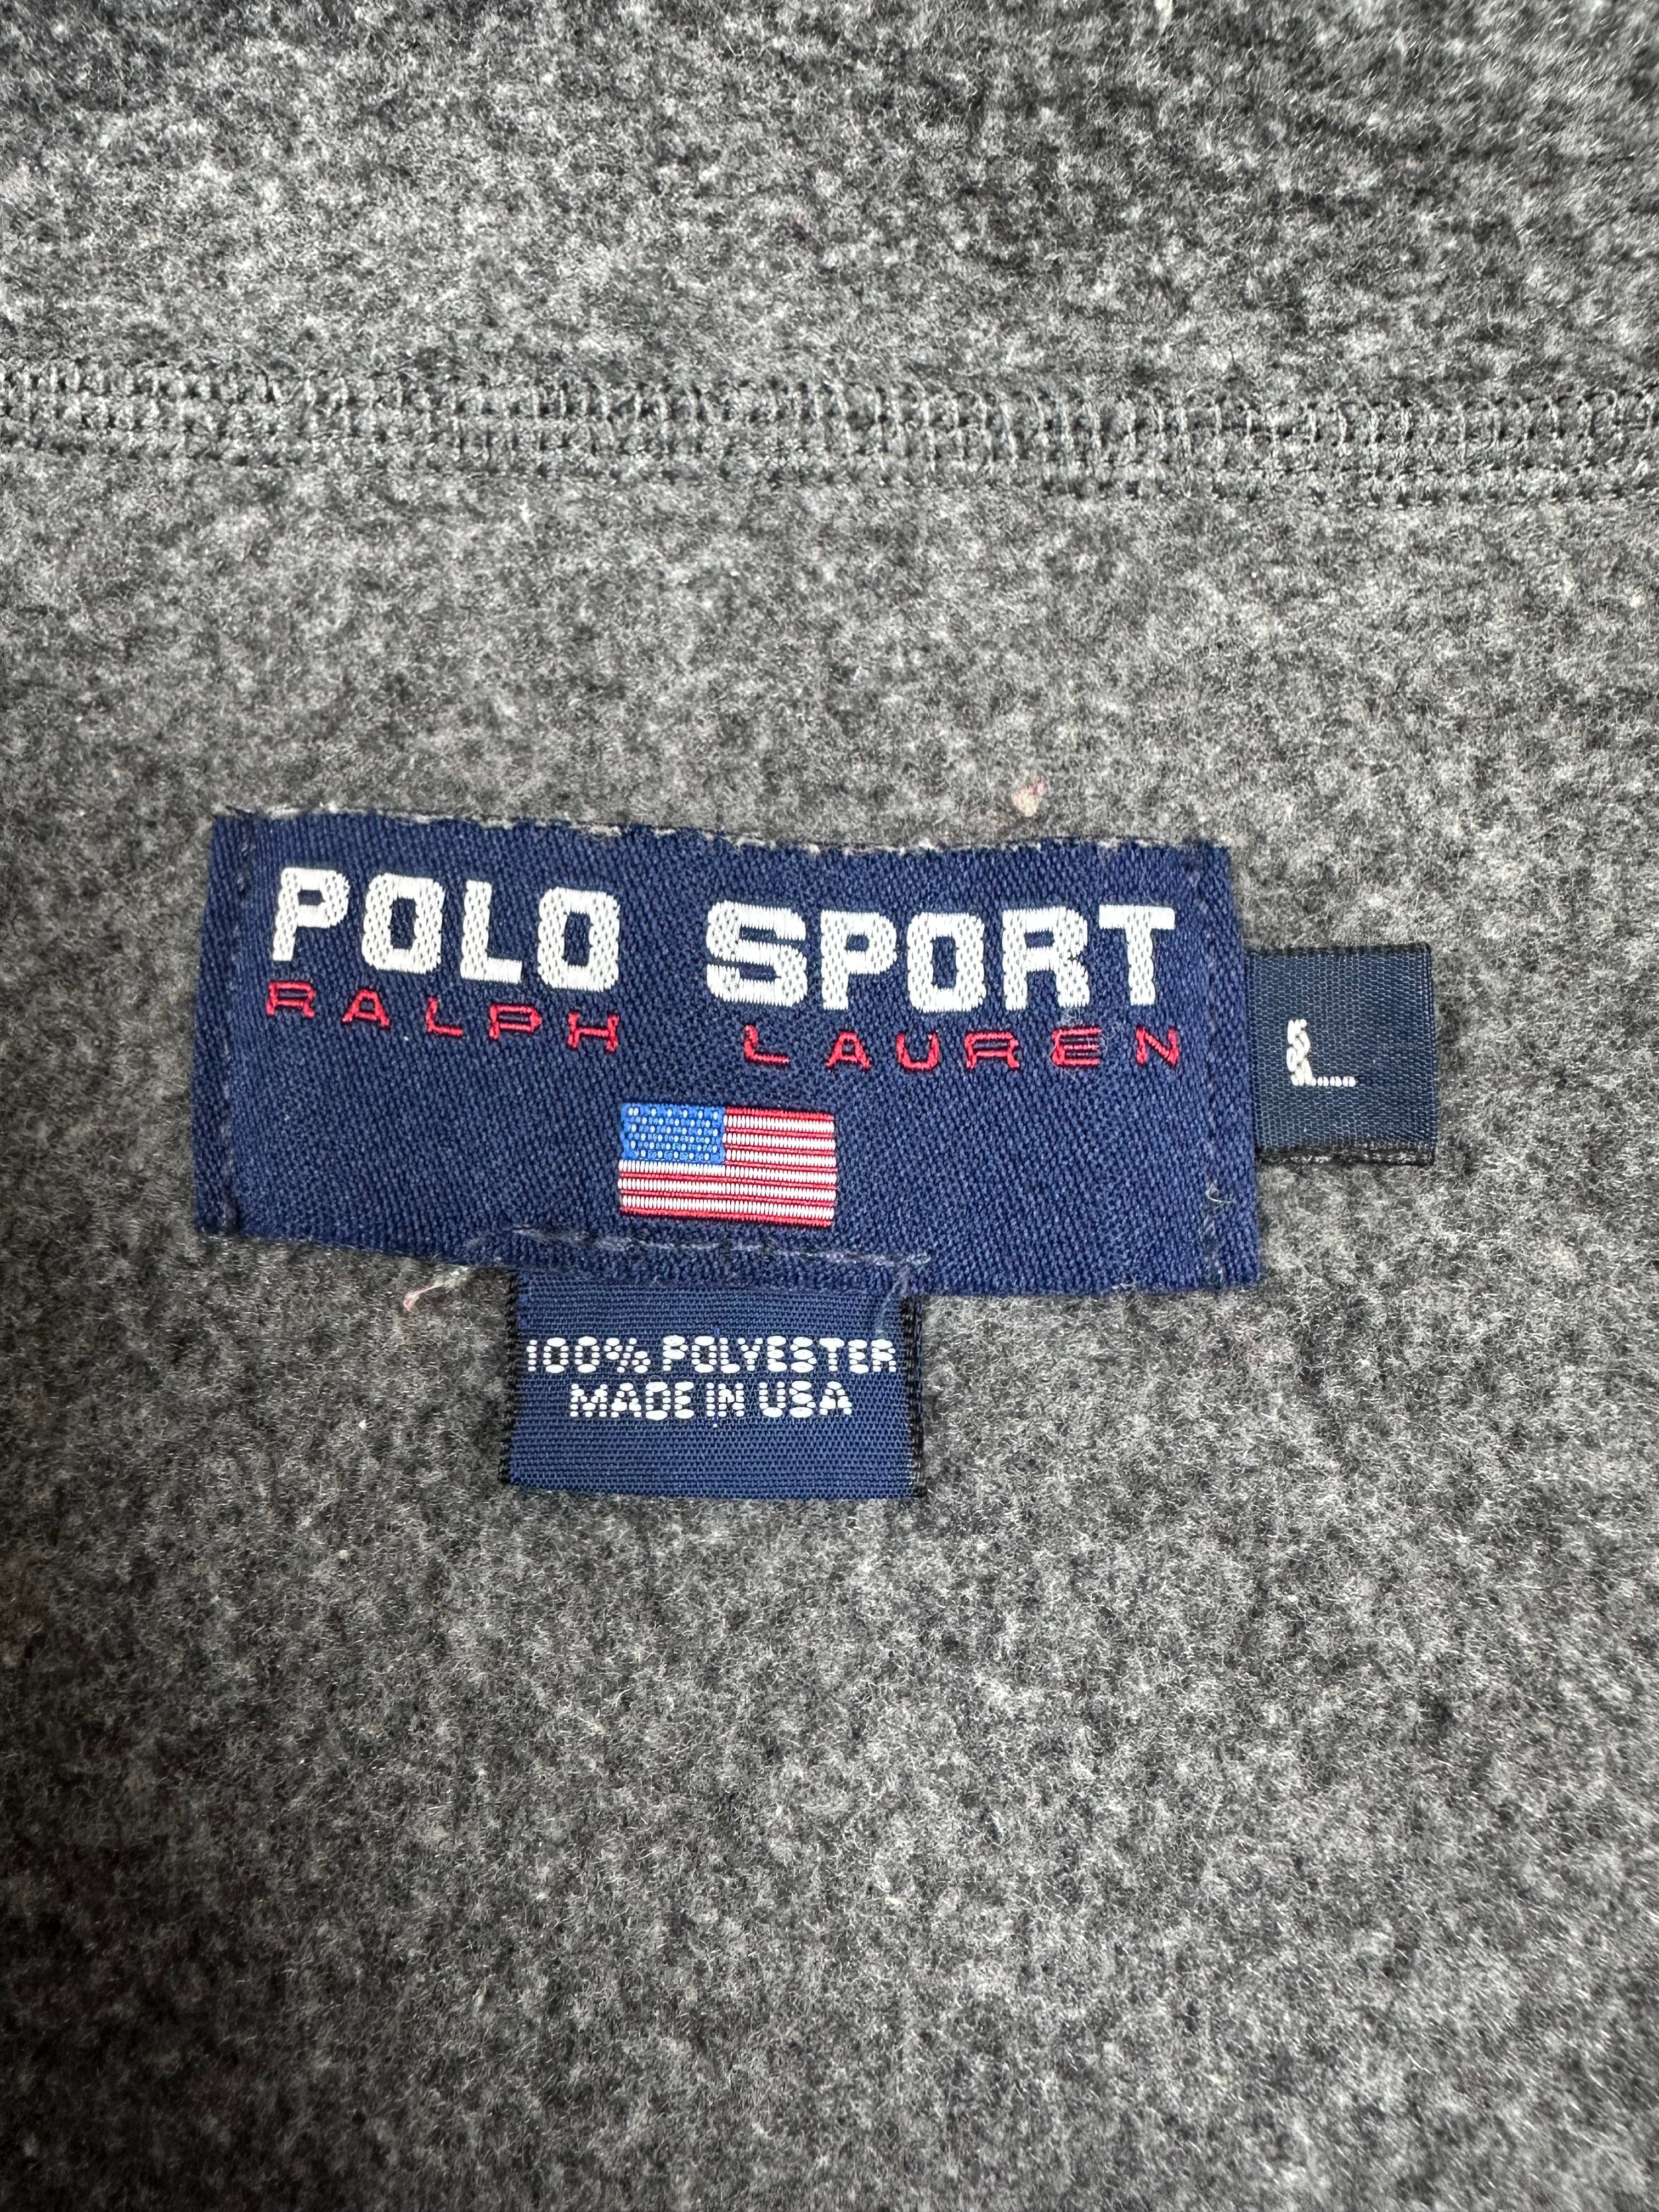 POLO SPORT
RALPH LAUREN
L
100% POLYESTER
MADE IN USA